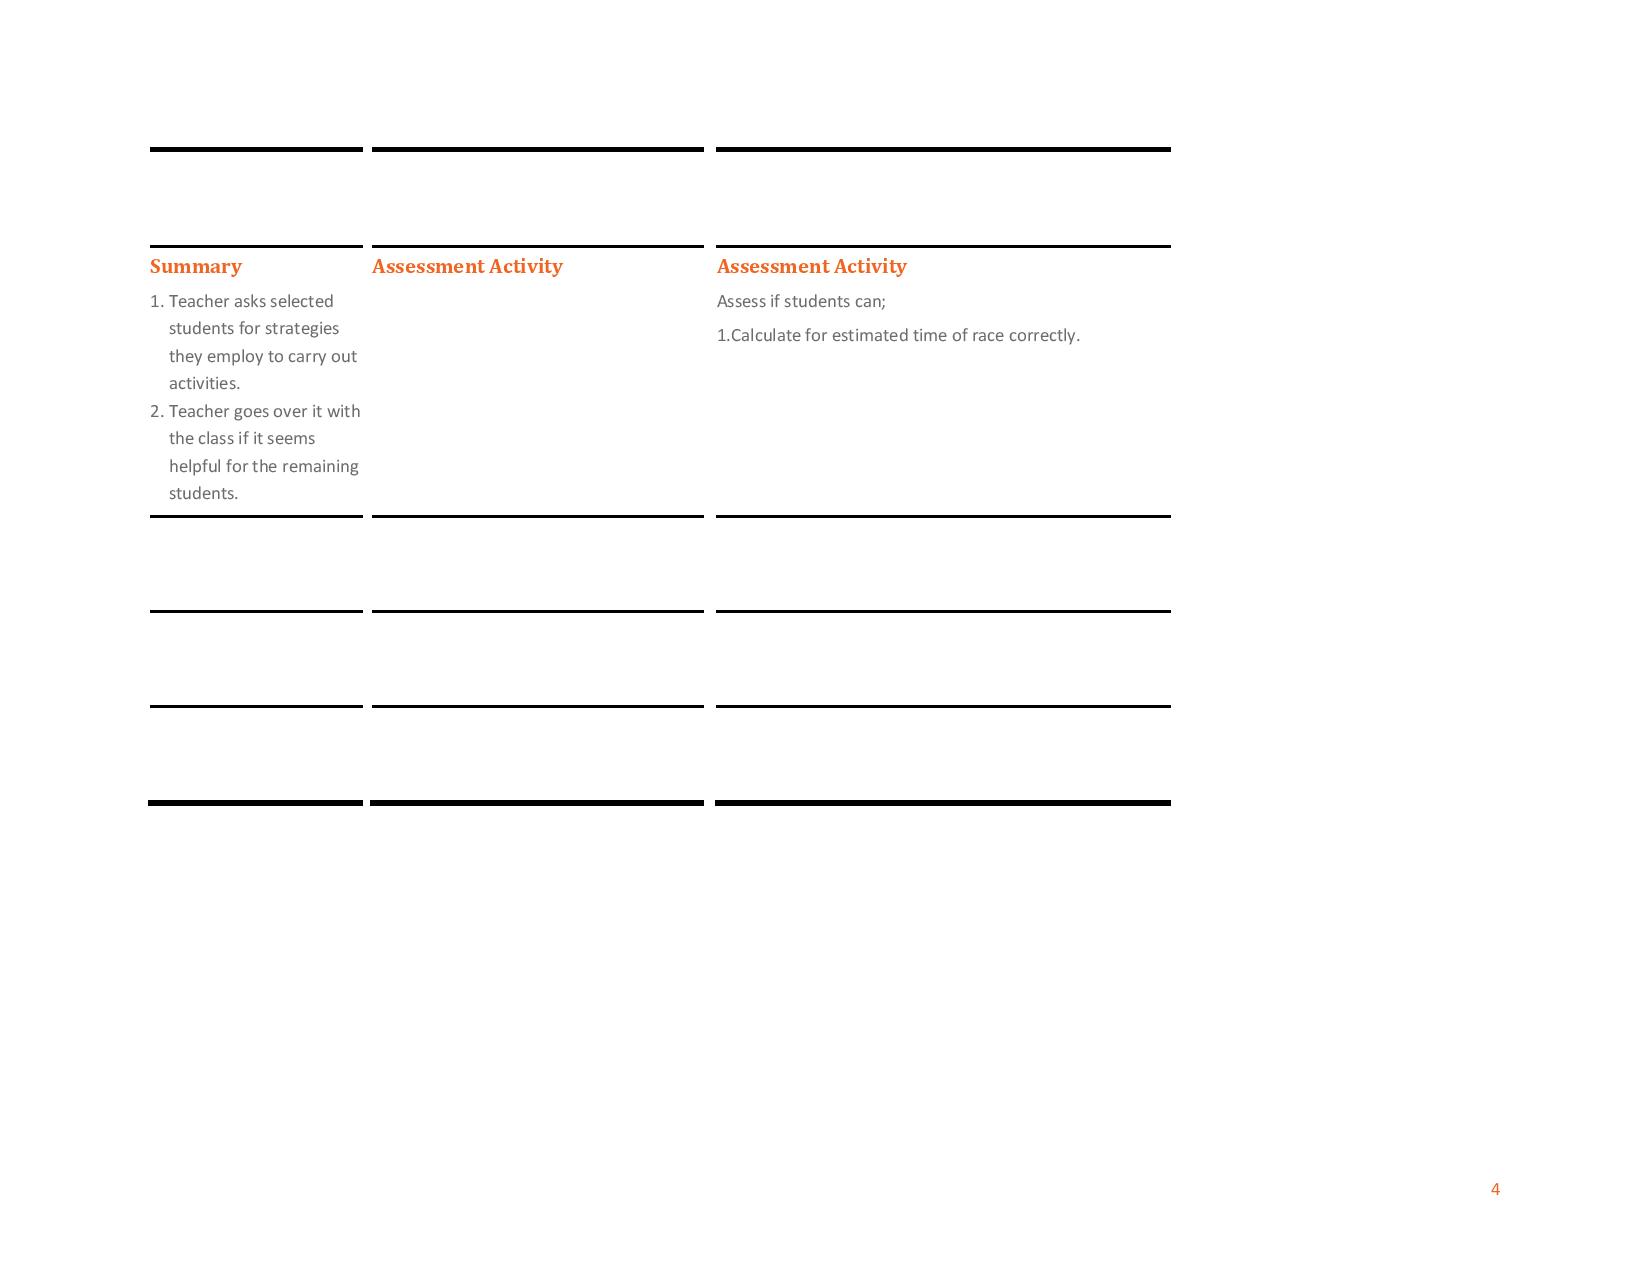 Summary
1. Teacher asks selected
students for strategies
they employ to carry out
activities.
2. Teacher goes over it with
the class if it seems
helpful for the remaining
students.
Assessment Activity
Assessment Activity
Assess if students can;
1.Calculate for estimated time of race correctly.
4